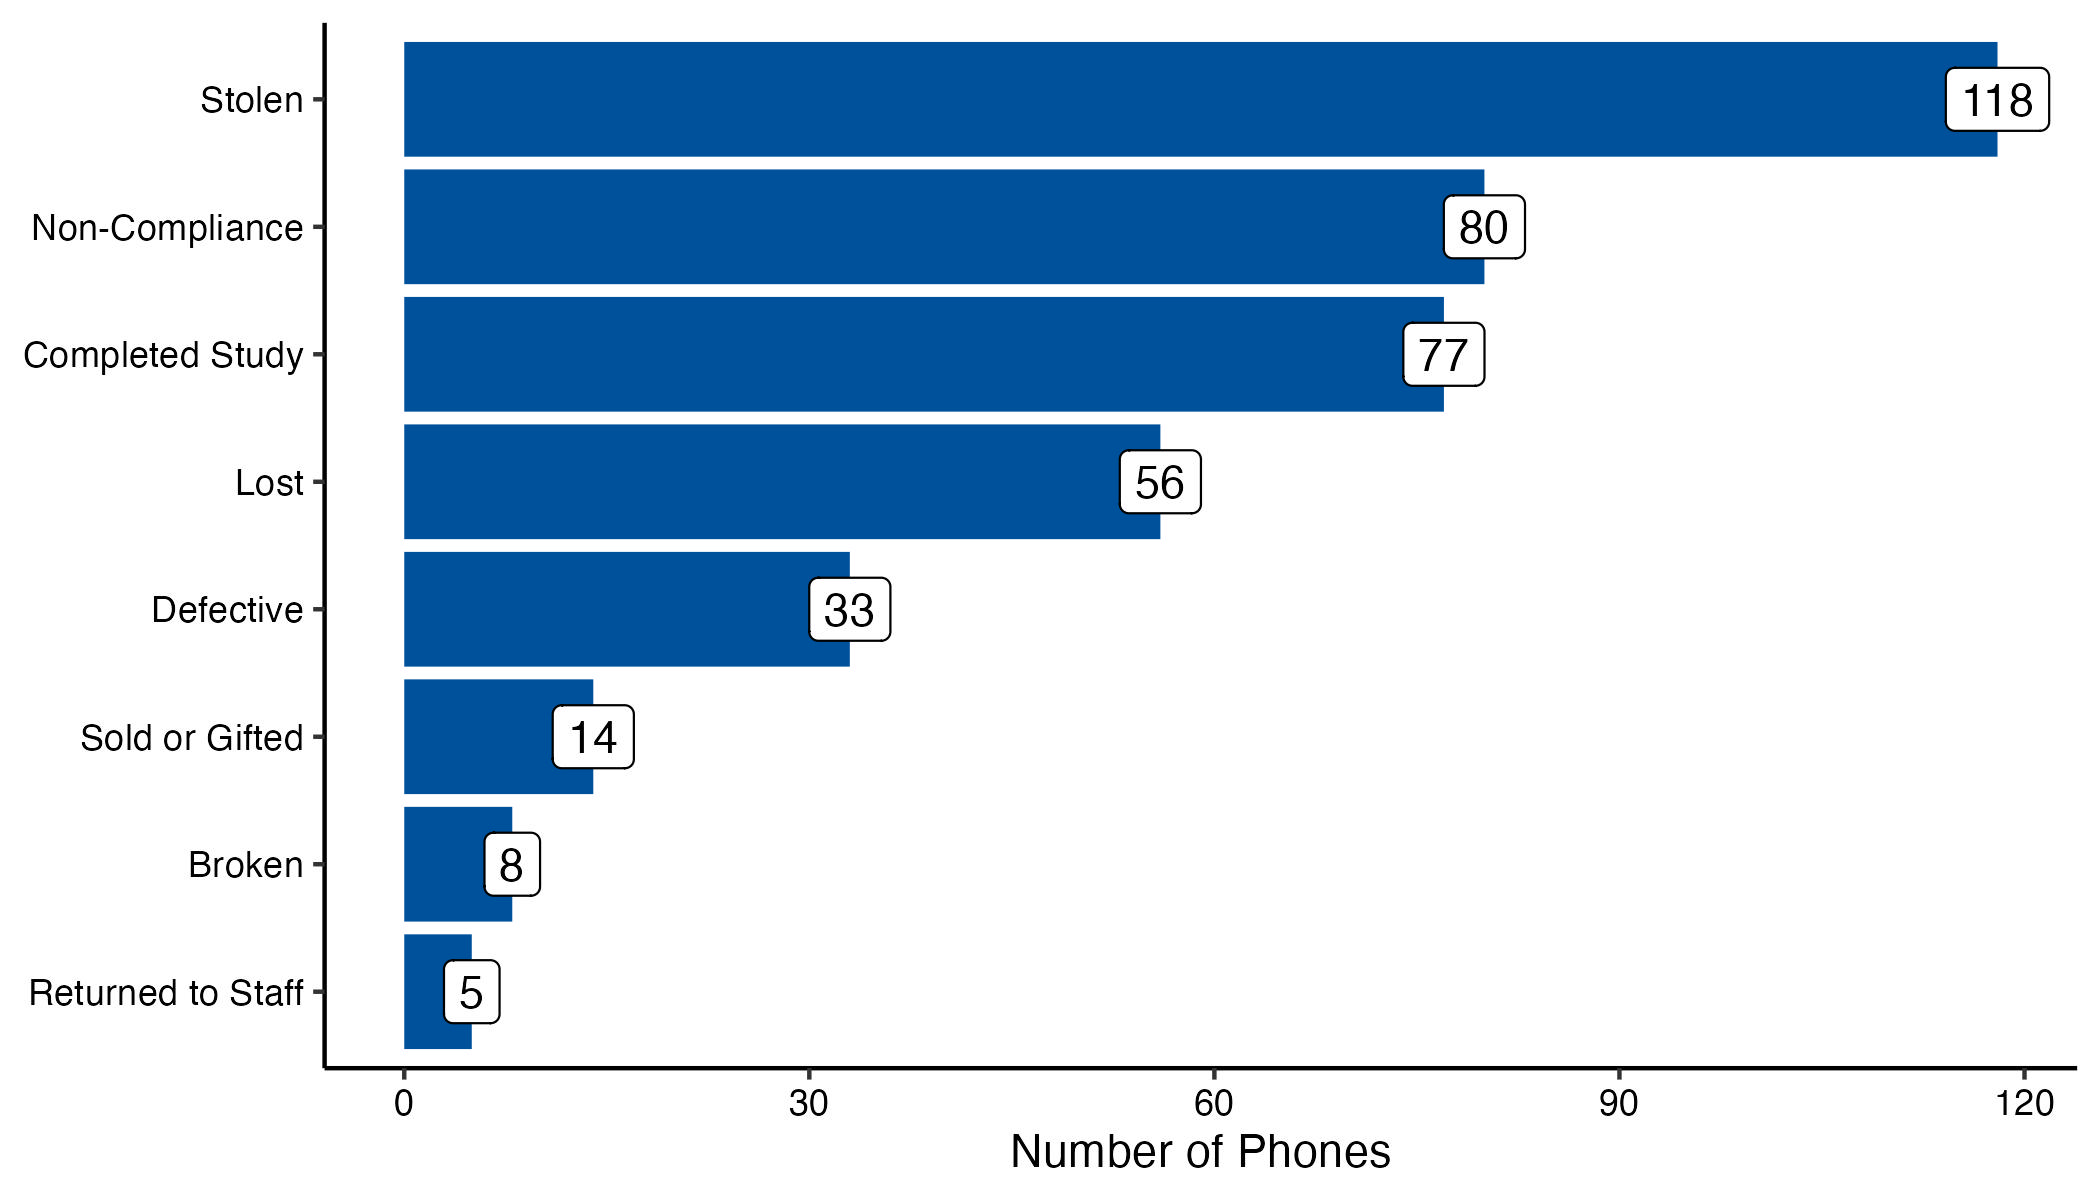 Stolen 118
Non-Compliance 80
Completed Study 77
Lost 56
Defective 33
Sold or Gifted 14
Broken 8
Returned to Staff 5
0 30 60 90 120
Number of Phones